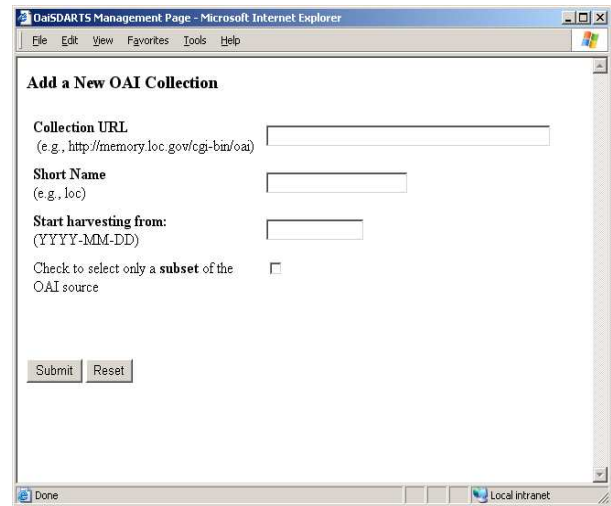 OaiSDARTS Management Page - Microsoft Internet Explorer
File Edit View Favorites Tools Help
Add a New OAI Collection
Collection URL
(e.g., http://memory.loc.gov/cgi-bin/oai)
Short Name
(e.g., loc)
Start harvesting from:
(YYYY-MM-DD)
Check to select only a subset of the
OAI source
Submit Reset
Done Local intranet